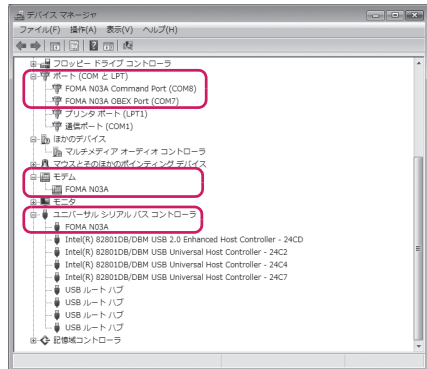 デバイス マネージャ
ファイル(F) 操作(A) 表示(V) ヘルプ(H)
フロッピー ドライブ コントローラ
ポート (COM と LPT)
FOMA N03A Command Port (COM8)
FOMA N03A OBEX Port (COM7)
プリンタ ポート (LPT1)
通信ポート (COM1)
ほかのデバイス
マルチメディア オーディオ コントローラ
マウスとそのほかのポインティング デバイス
モデム
FOMA N03A
モニタ
ユニバーサル シリアル バス コントローラ
FOMA N03A
Intel(R) 82801DB/DBM USB 2.0 Enhanced Host Controller - 24CD
Intel(R) 82801DB/DBM USB Universal Host Controller - 24C2
Intel(R) 82801DB/DBM USB Universal Host Controller - 24C4
Intel(R) 82801DB/DBM USB Universal Host Controller - 24C7
USB ルート ハブ
USB ルート ハブ
USB ルート ハブ
USB ルート ハブ
記憶域コントローラ